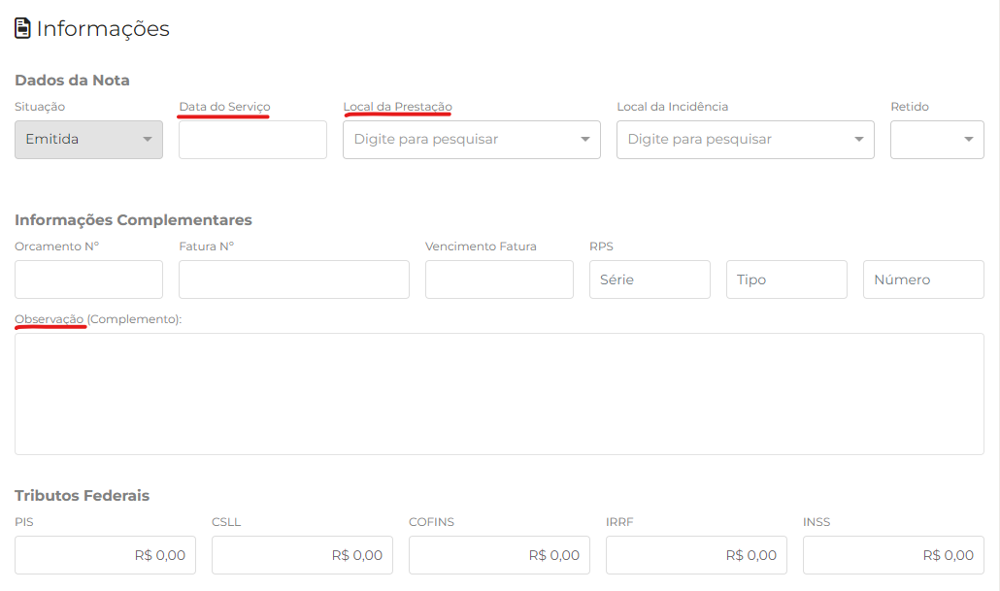 Informações
Dados da Nota
Situação Data do Serviço Local da Prestação Local da Incidência Retido
Emitida Digite para pesquisar Digite para pesquisar
Informações Complementares
Orcamento Nº Fatura Nº Vencimento Fatura RPS
Série Tipo Número
Observação (Complemento):
Tributos Federais
PIS CSLL COFINS IRRF INSS
R$ 0,00 R$ 0,00 R$ 0,00 R$ 0,00 R$ 0,00